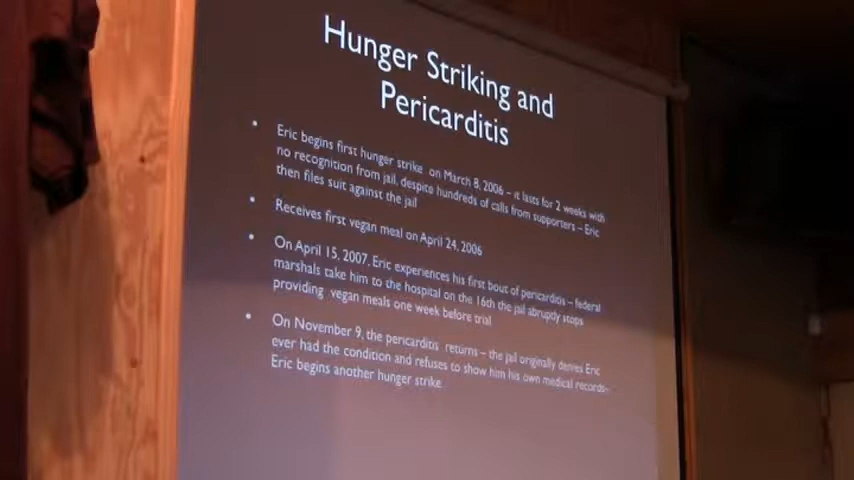 Hunger Striking and
Pericarditis
• Eric begins first hunger strike on March 8, 2006 – it lasts for 2 weeks with
no recognition from jail, despite hundreds of calls from supporters – Eric
then files suit against the jail
• Receives first vegan meal on April 24, 2006
• On April 15, 2007, Eric experiences his first bout of pericarditis – federal
marshals take him to the hospital on the 16th the jail abruptly stops
providing vegan meals one week before trial
• On November 9, the pericarditis returns – the jail originally denies Eric
ever had the condition and refuses to show him his own medical records–
Eric begins another hunger strike